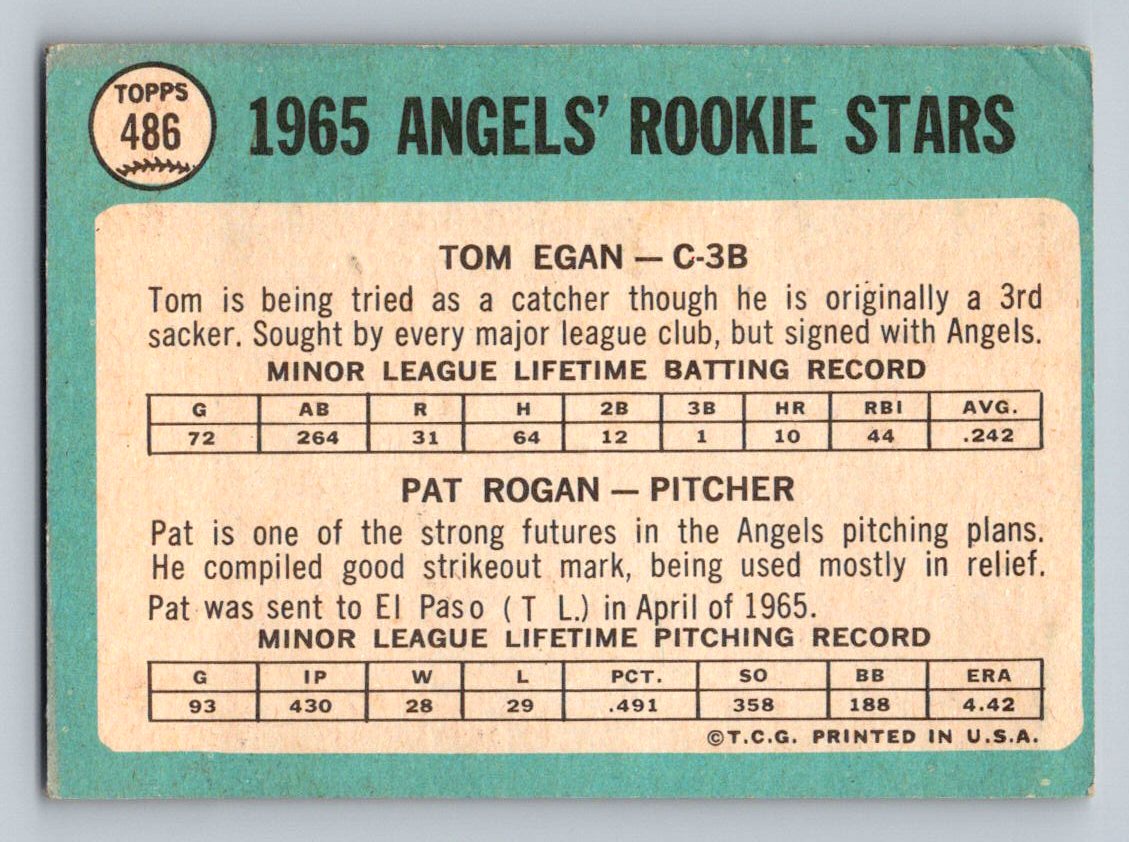 TOPPS
486
1965 ANGELS' ROOKIE STARS
TOM EGAN — C-3B
Tom is being tried as a catcher though he is originally a 3rd
sacker. Sought by every major league club, but signed with Angels.
MINOR LEAGUE LIFETIME BATTING RECORD
G AB R H 2B 3B HR RBI AVG.
72 264 31 64 12 1 10 44 .242
PAT ROGAN — PITCHER
Pat is one of the strong futures in the Angels pitching plans.
He compiled good strikeout mark, being used mostly in relief.
Pat was sent to El Paso (T L.) in April of 1965.
MINOR LEAGUE LIFETIME PITCHING RECORD
G IP W L PCT. SO BB ERA
93 430 28 29 .491 358 188 4.42
©T.C.G. PRINTED IN U.S.A.